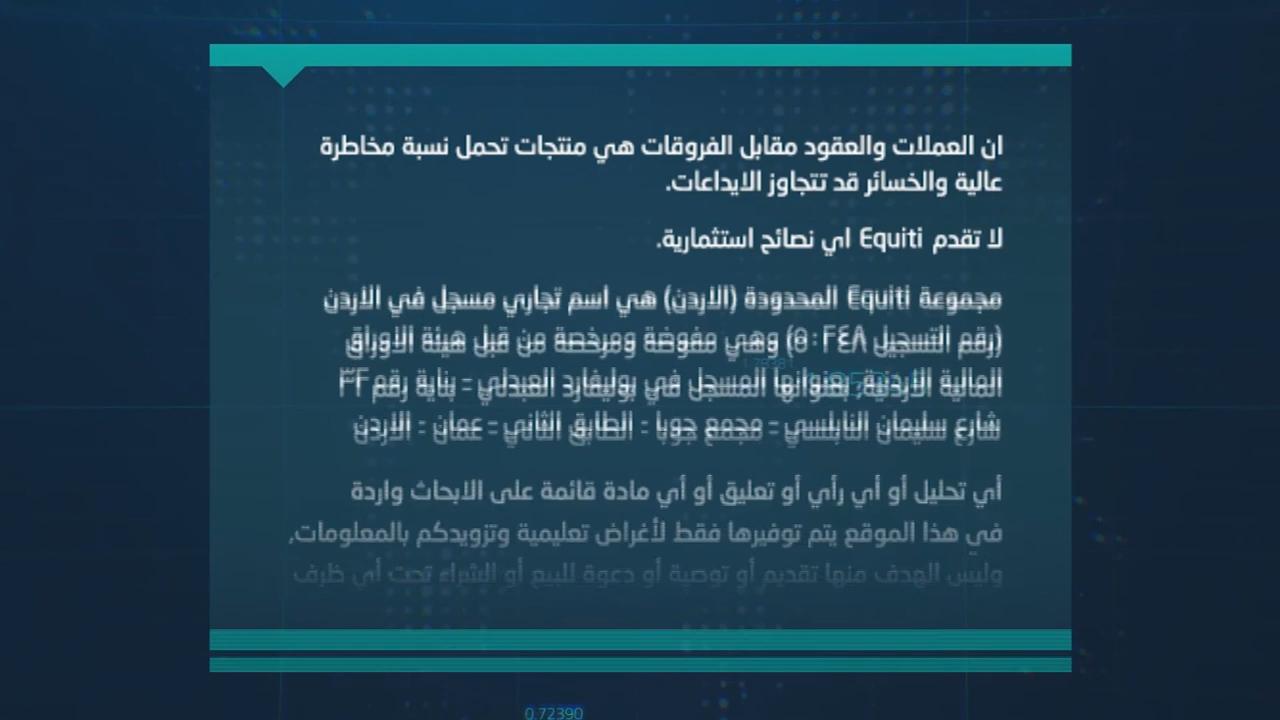 ان العملات والعقود مقابل الفروقات هي منتجات تحمل نسبة مخاطرة
عالية والخسائر قد تتجاوز الايداعات.
لا تقدم Equiti اي نصائح استثمارية.
مجموعة Equiti المحدودة (الاردن) هي اسم تجاري مسجل في الاردن
(رقم التسجيل وهي مفوضة ومرخصة من قبل هيئة الاوراق
المالية الاردنية, بعنوانها المسجل في بوليفارد العبدلي - بناية رقم
شارع سليمان النابلسي - مجمع جوبا - الطابق الثاني - عمان - الاردن
أي تحليل أو أي رأي أو تعليق أو أي مادة قائمة على الابحاث واردة
في هذا الموقع يتم توفيرها فقط لأغراض تعليمية وتزويدكم بالمعلومات,
وليس الهدف منها تقديم أو توصية أو دعوة للبيع أو الشراء تحت أي ظرف
0.72390